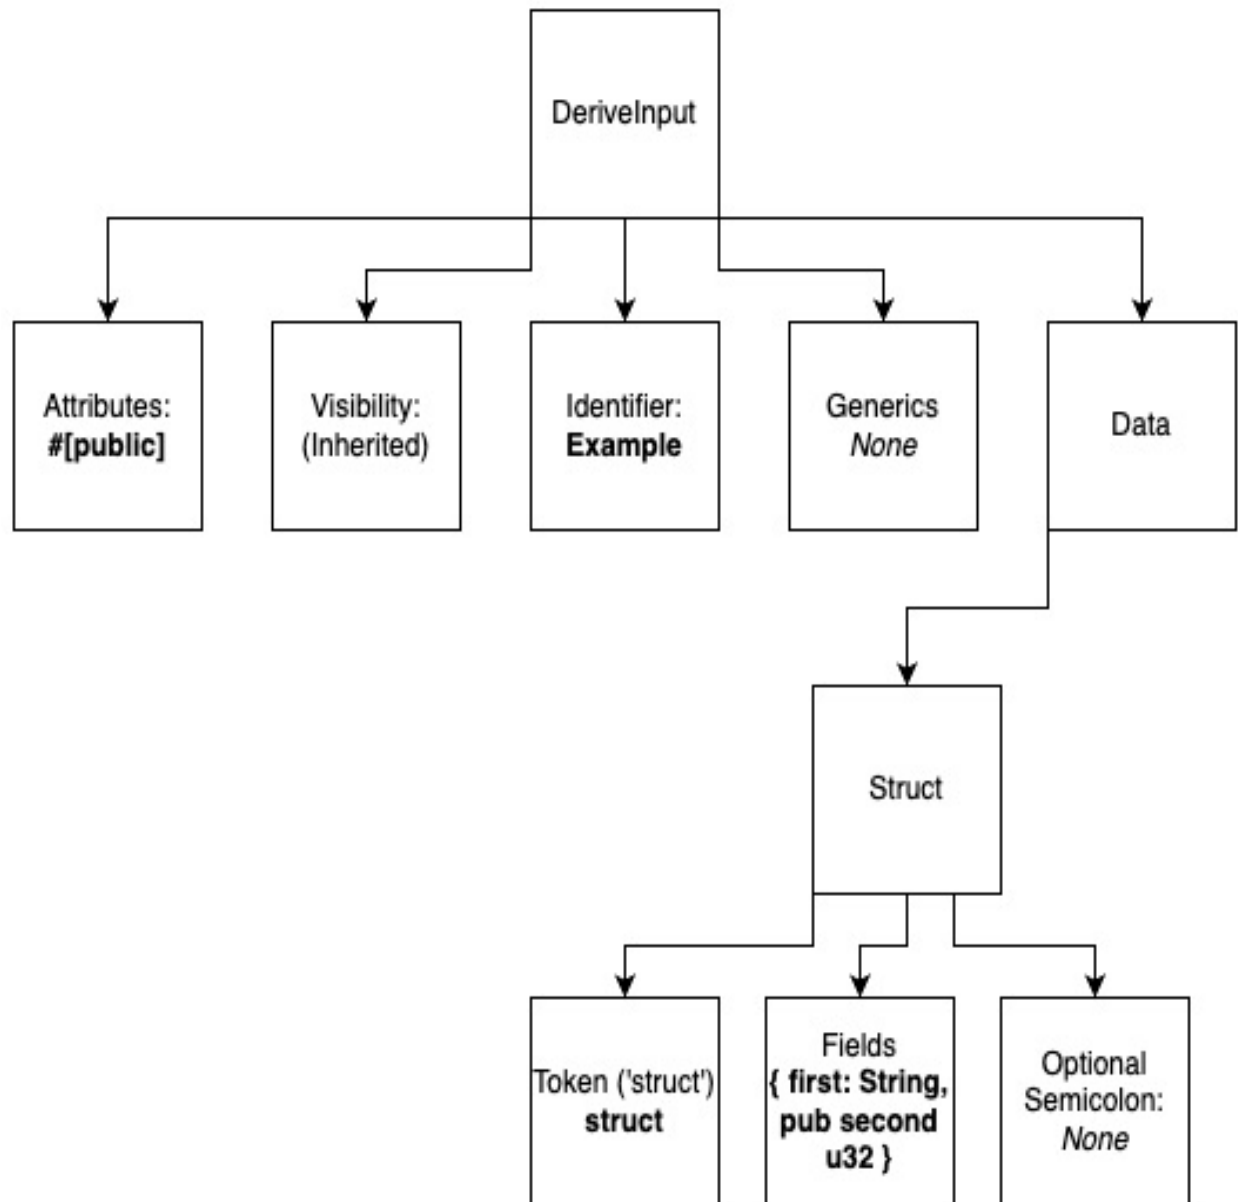 DeriveInput
Attributes:
#[public]
Visibility:
(Inherited)
Identifier:
Example
Generics
None
Data
Struct
Token ('struct')
struct
Fields
{ first: String,
pub second
u32 }
Optional
Semicolon:
None